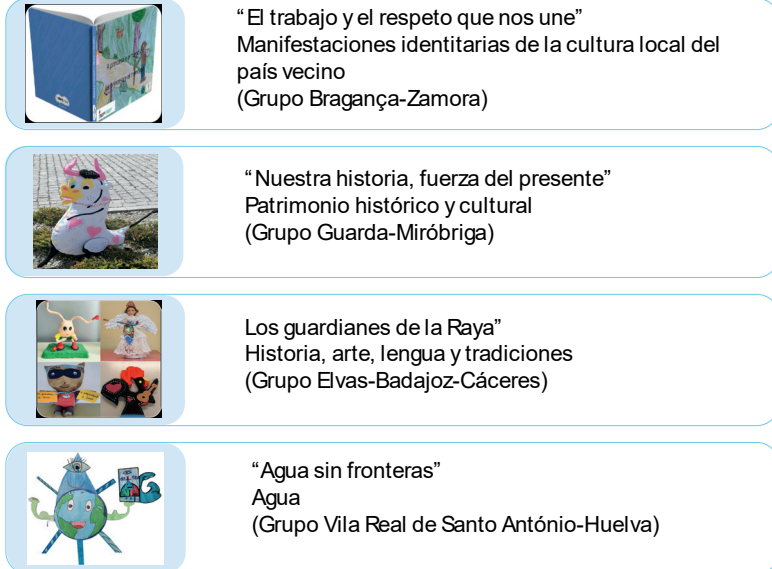 “El trabajo y el respeto que nos une”
Manifestaciones identitarias de la cultura local del
país vecino
(Grupo Bragança-Zamora)
“Nuestra historia, fuerza del presente”
Patrimonio histórico y cultural
(Grupo Guarda-Miróbriga)
Los guardianes de la Raya”
Historia, arte, lengua y tradiciones
(Grupo Elvas-Badajoz-Cáceres)
“Agua sin fronteras”
Agua
(Grupo Vila Real de Santo António-Huelva)